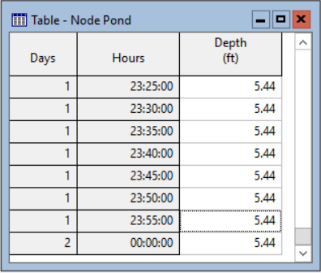 Table - Node Pond
Days Hours Depth (ft)
1 23:25:00 5.44
1 23:30:00 5.44
1 23:35:00 5.44
1 23:40:00 5.44
1 23:45:00 5.44
1 23:50:00 5.44
1 23:55:00 5.44
2 00:00:00 5.44